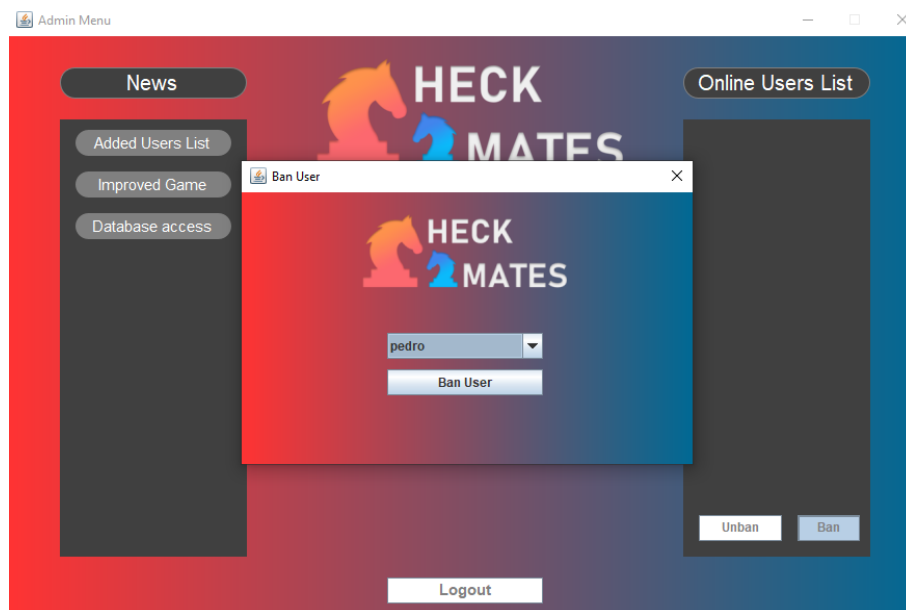 Admin Menu
News
Added Users List
Improved Game
Database access
HECK
MATES
Online Users List
Unban
Ban
Logout
Ban User
HECK
MATES
pedro
Ban User